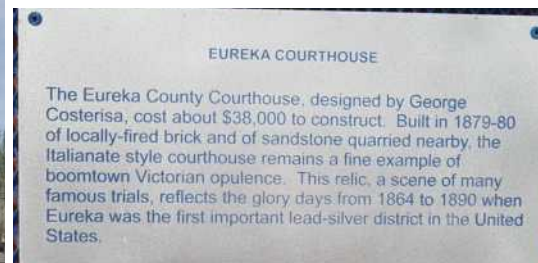 EUREKA COURTHOUSE
The Eureka County Courthouse, designed by George
Costerisa, cost about $38,000 to construct. Built in 1879-80
of locally-fired brick and of sandstone quarried nearby, the
Italianate style courthouse remains a fine example of
boomtown Victorian opulence. This relic, a scene of many
famous trials, reflects the glory days from 1864 to 1890 when
Eureka was the first important lead-silver district in the United
States.